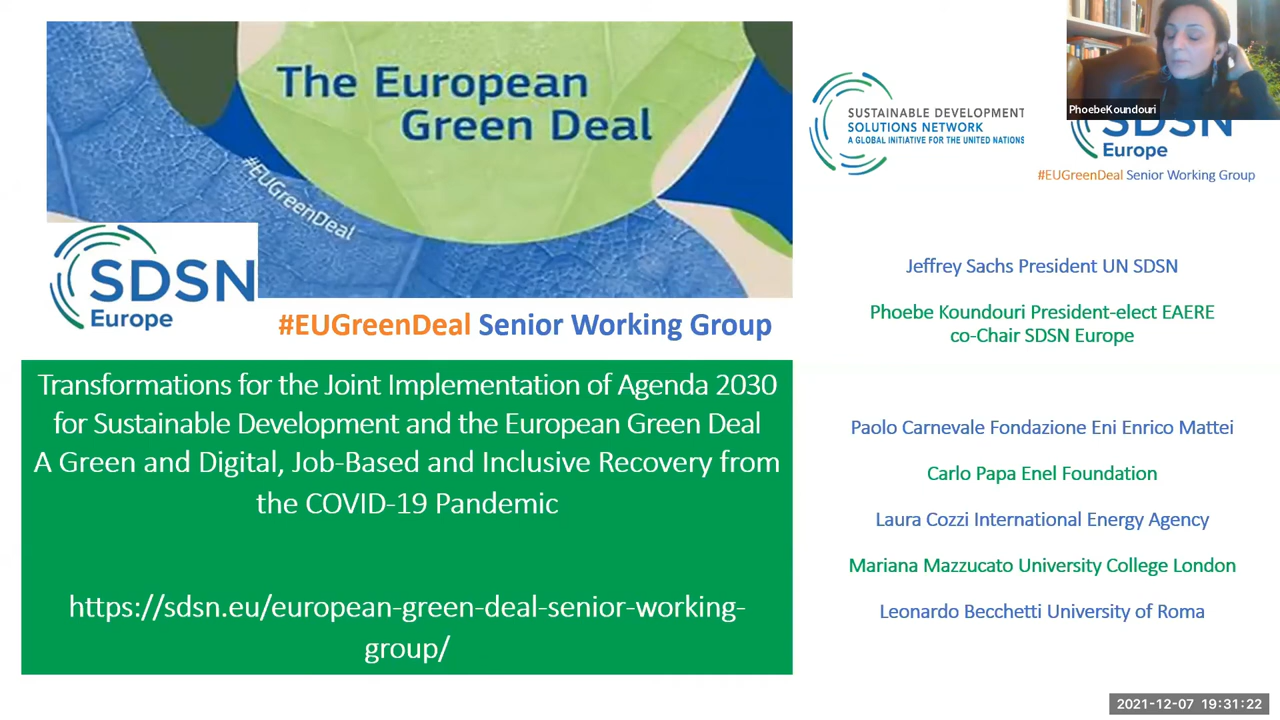 The European
Green Deal
#EUGreenDeal
SDSN
Europe
#EUGreenDeal Senior Working Group
Transformations for the Joint Implementation of Agenda 2030
for Sustainable Development and the European Green Deal
A Green and Digital, Job-Based and Inclusive Recovery from
the COVID-19 Pandemic
https://sdsn.eu/european-green-deal-senior-working-
group/
SUSTAINABLE DEVELOPMENT
SOLUTIONS NETWORK
A GLOBAL INITIATIVE FOR THE UNITED NATIONS
PhoebeKoundouri
SDSN
Europe
#EUGreenDeal Senior Working Group
Jeffrey Sachs President UN SDSN
Phoebe Koundouri President-elect EAERE
co-Chair SDSN Europe
Paolo Carnevale Fondazione Eni Enrico Mattei
Carlo Papa Enel Foundation
Laura Cozzi International Energy Agency
Mariana Mazzucato University College London
Leonardo Becchetti University of Roma
2021-12-07 19:31:22